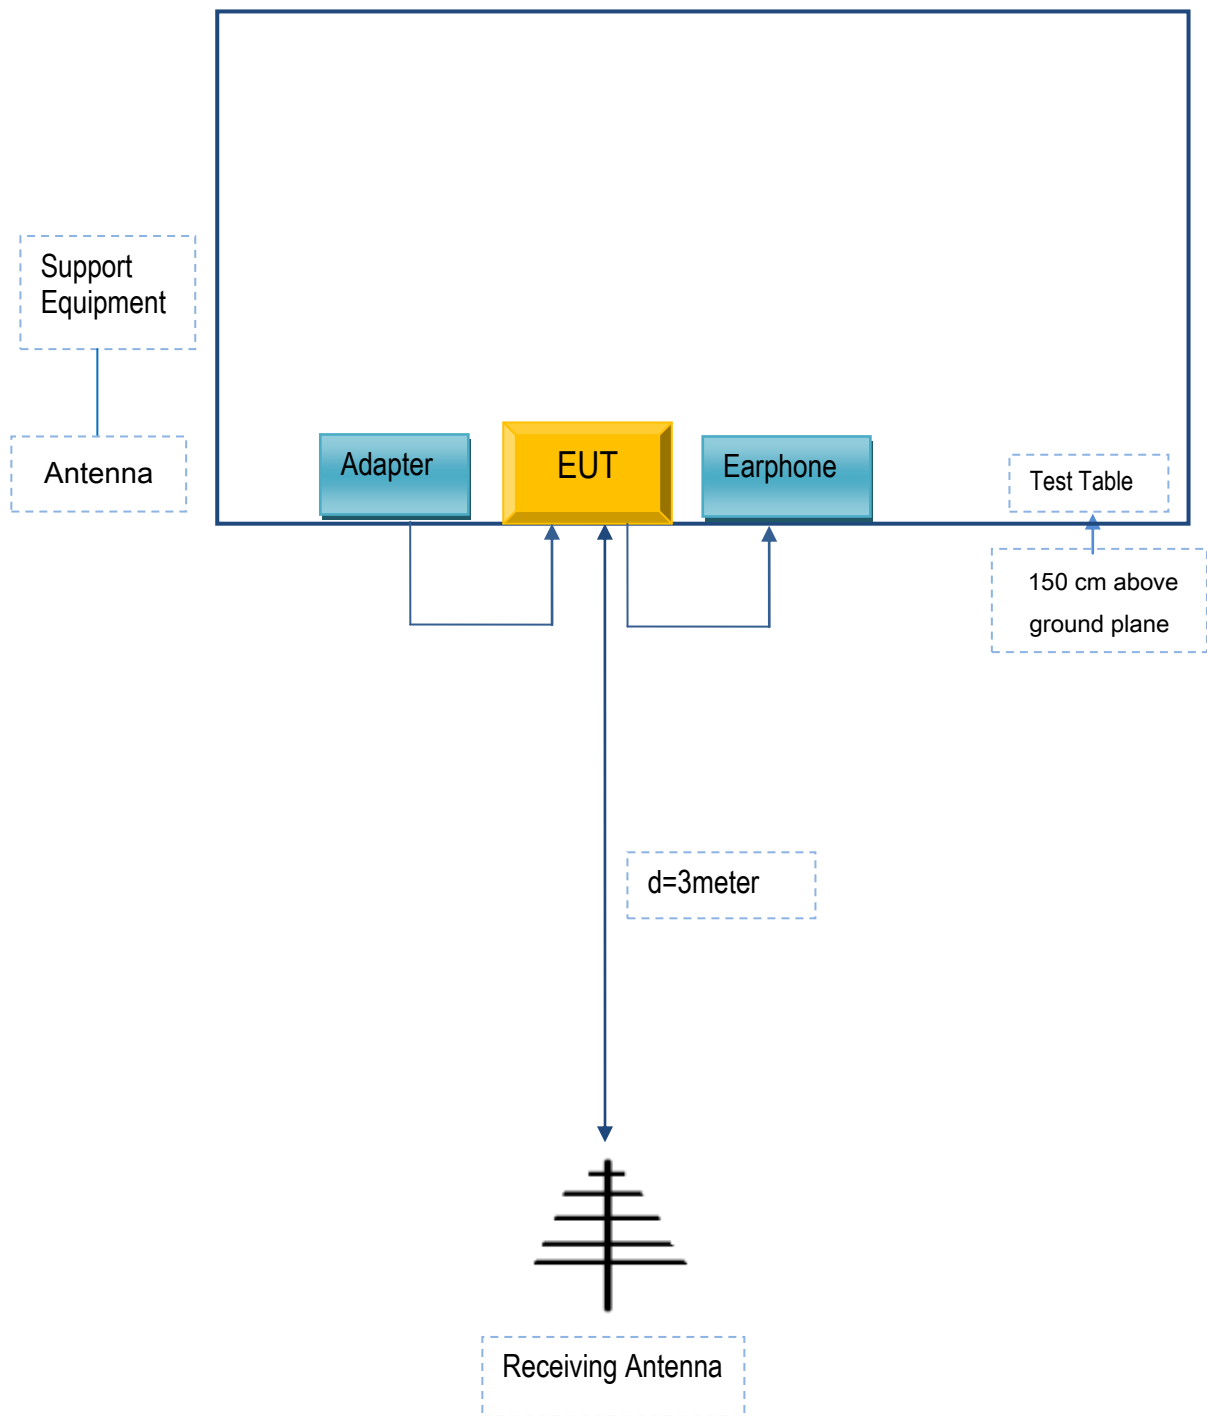 Support
Equipment
Antenna
Adapter
EUT
Earphone
Test Table
150 cm above
ground plane
d=3meter
Receiving Antenna